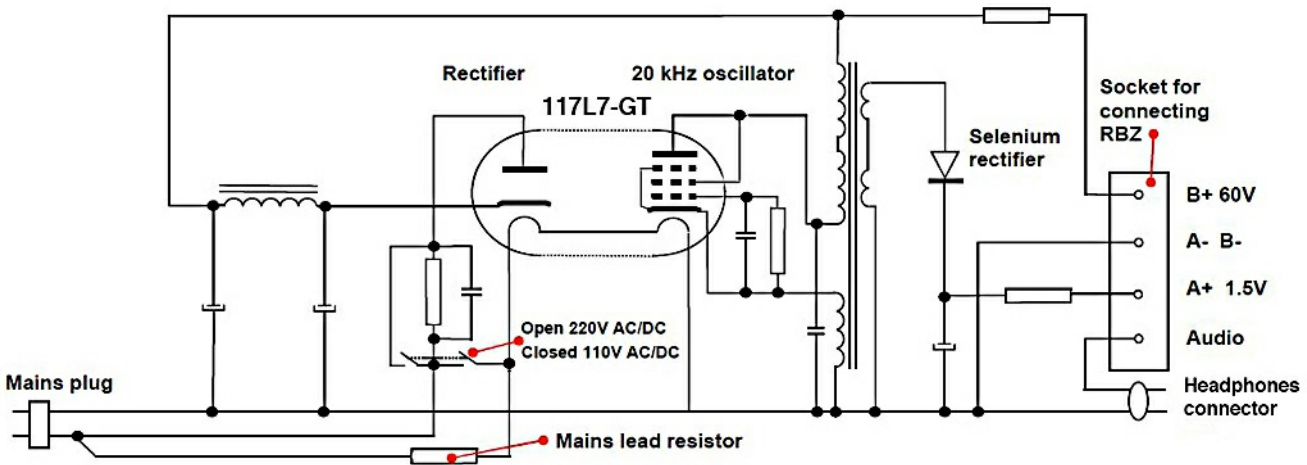 Rectifier
20 kHz oscillator
117L7-GT
Socket for
connecting
RBZ
Selenium
rectifier
B+ 60V
A- B-
A+ 1.5V
Audio
Open 220V AC/DC
Closed 110V AC/DC
Mains plug
Headphones
connector
Mains lead resistor